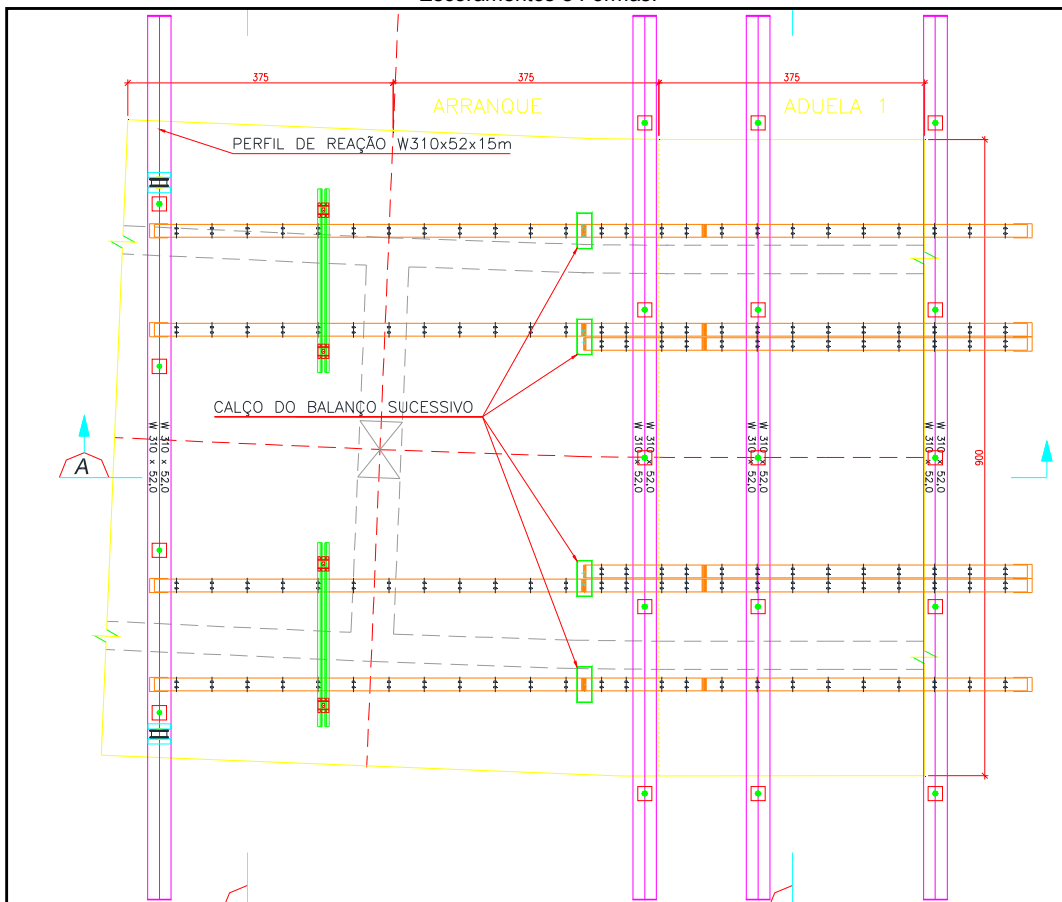 375
375
375
ARRANQUE
ADUELA 1
PERFIL DE REAÇÃO W310x52x15m
CALÇO DO BALANÇO SUCESSIVO
W 310 x 52,0
W 310 x 52,0
W 310 x 52,0
W 310 x 52,0
W 310 x 52,0
W 310 x 52,0
W 310 x 52,0
W 310 x 52,0
A
900